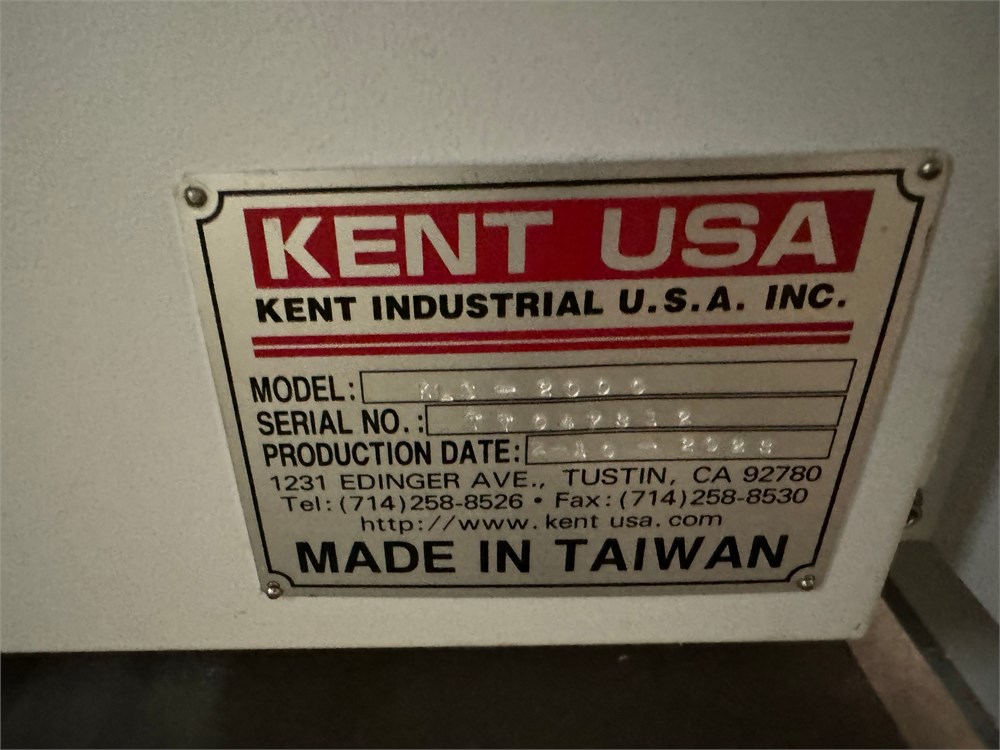 KENT USA
KENT INDUSTRIAL U.S.A. INC.
MODEL:
SERIAL NO.:
PRODUCTION DATE:
1231 EDINGER AVE., TUSTIN, CA 92780
Tel:(714)258-8526 • Fax:(714)258-8530
http://www.kent usa.com
MADE IN TAIWAN